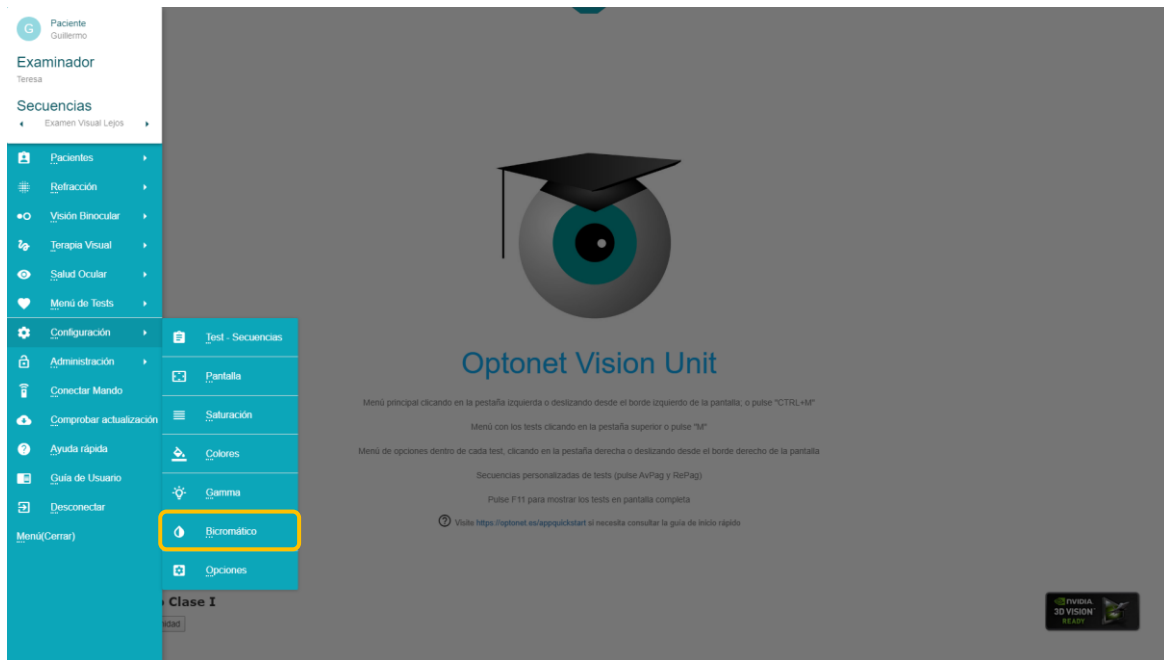 G
Paciente
Guillermo
Examinador
Teresa
Secuencias
Examen Visual Lejos
Pacientes
Refracción
Visión Binocular
Terapia Visual
Salud Ocular
Menú de Tests
Configuración
Administración
Conectar Mando
Comprobar actualización
Ayuda rápida
Guía de Usuario
Desconectar
Menú(Cerrar)
Test - Secuencias
Pantalla
Saturación
Colores
Gamma
Bicromático
Opciones
Optonet Vision Unit
Menú principal clicando en la pestaña izquierda o deslizando desde el borde izquierdo de la pantalla; o pulse "CTRL+M"
Menú con los tests clicando en la pestaña superior o pulse "M"
Menú de opciones dentro de cada test, clicando en la pestaña derecha o deslizando desde el borde derecho de la pantalla
Secuencias personalizadas de tests (pulse AvPag y RePag)
Pulse F11 para mostrar los tests en pantalla completa
Visite https://optonet.es/appquickstart si necesita consultar la guía de inicio rápido
Clase I
NVIDIA
3D VISION
READY